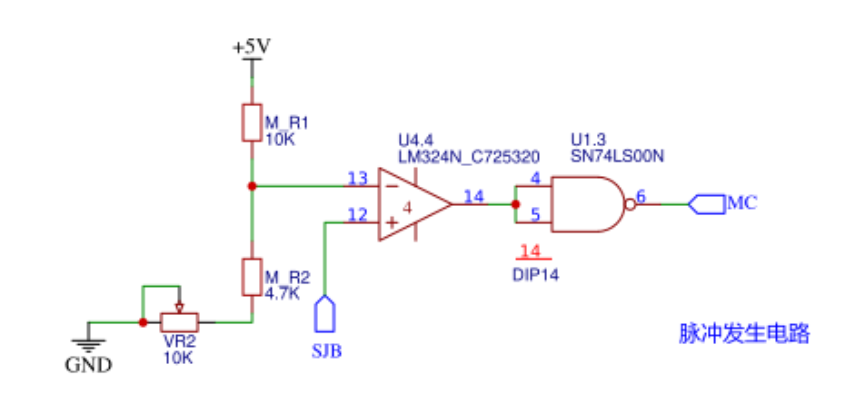 +5V
M_R1
10K
U4.4
LM324N_C725320
U1.3
SN74LS00N
13
12
4
14
4
5
6
MC
14
DIP14
M_R2
4.7K
VR2
10K
GND
SJB
脉冲发生电路